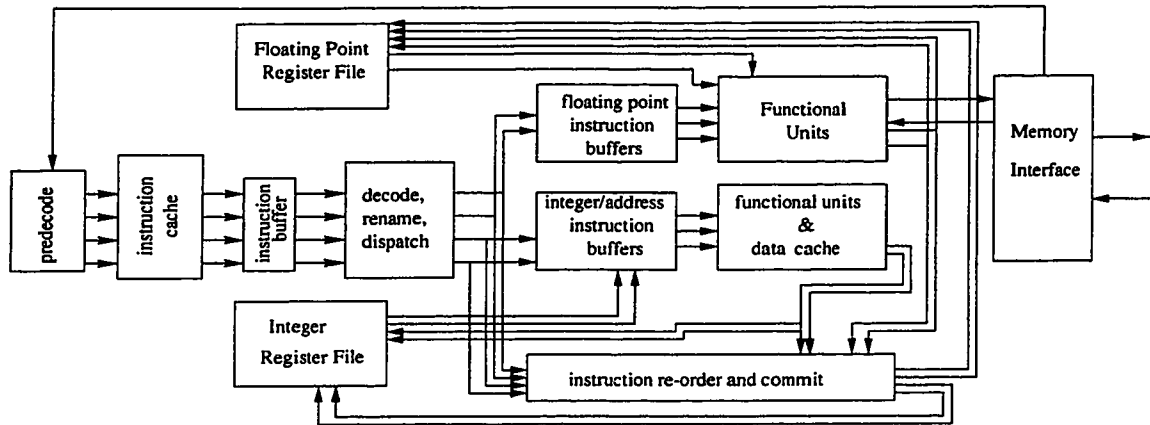 Floating Point
Register File
floating point
instruction
buffers
Functional
Units
Memory
Interface
predecode
instruction
cache
instruction
buffer
decode,
rename,
dispatch
integer/address
instruction
buffers
functional units
&
data cache
Integer
Register File
instruction re-order and commit